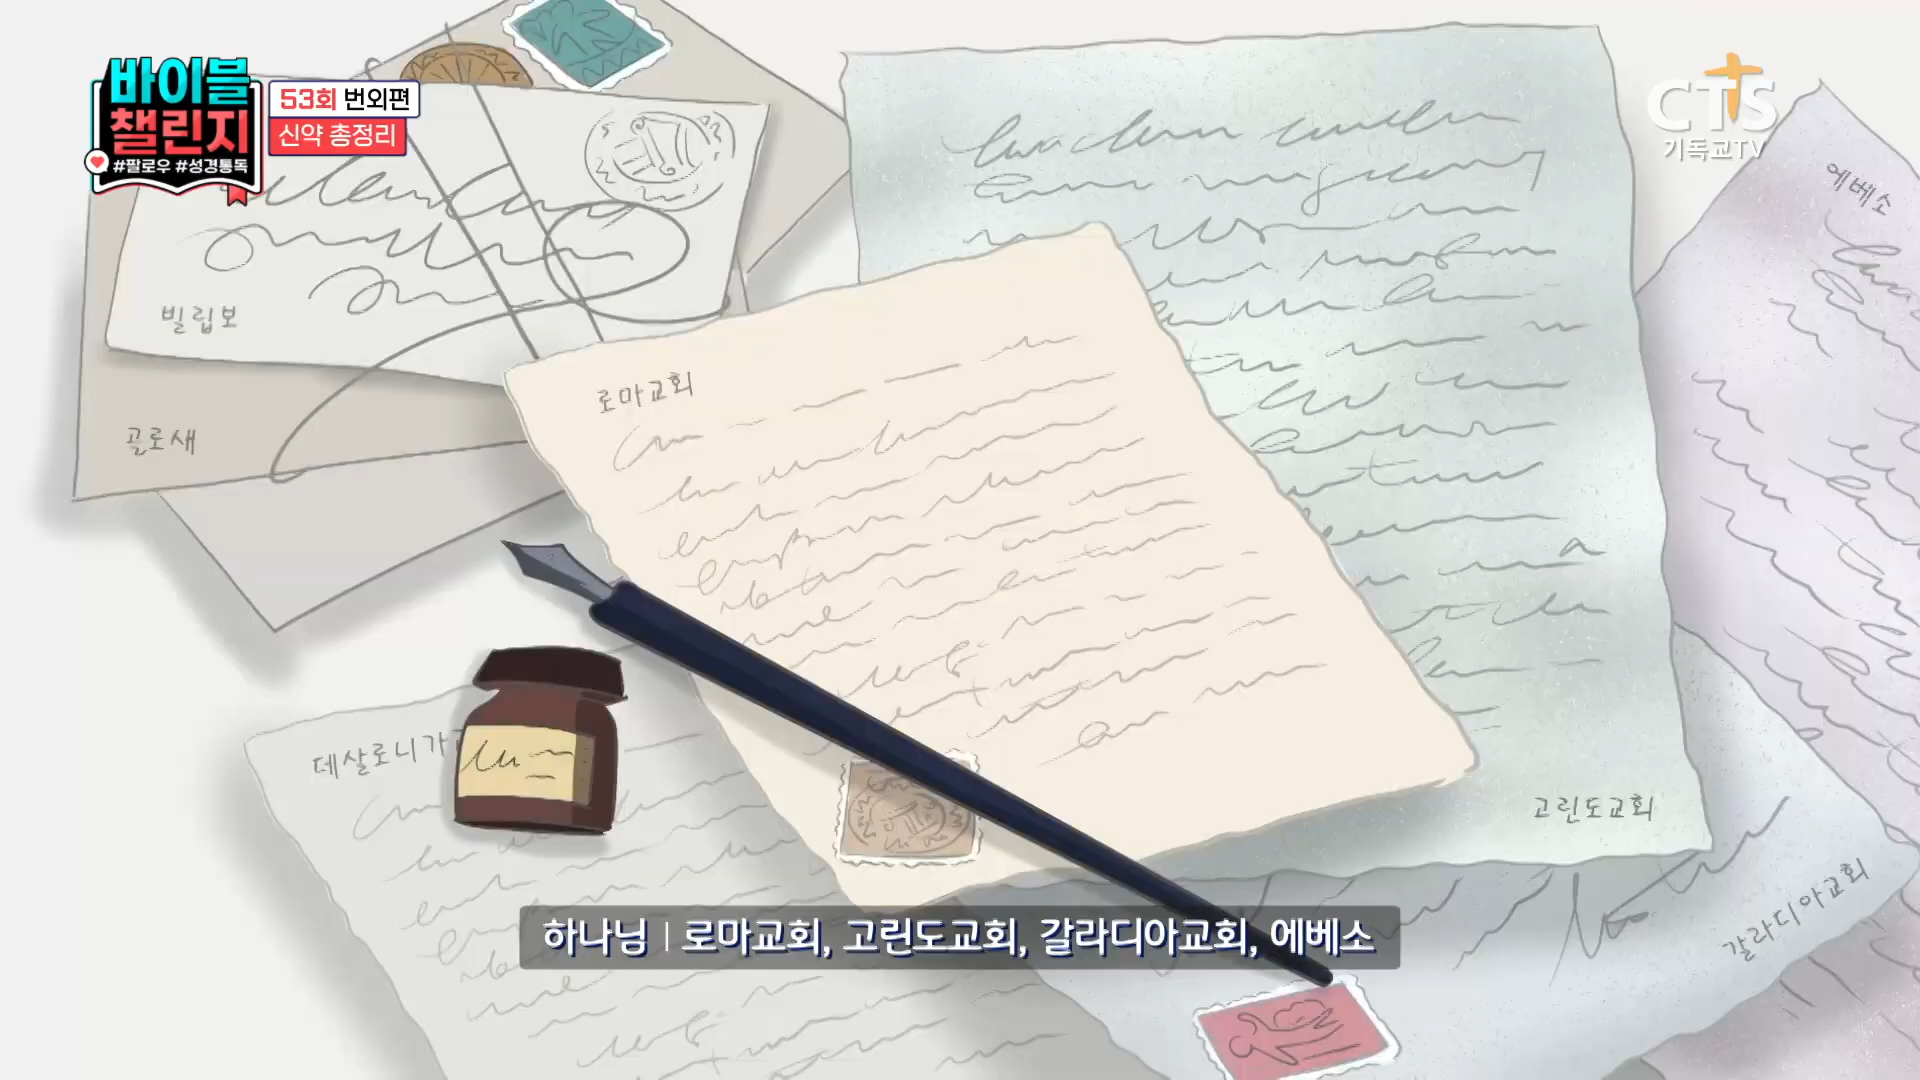 바이블
챌린지
#팔로우 #성경통독
53회 번외편
신약 총정리
CTS
기독교TV
에베소
빌립보
로마교회
골로새
데살로니가
고린도교회
갈라디아교회
하나님 | 로마교회, 고린도교회, 갈라디아교회, 에베소